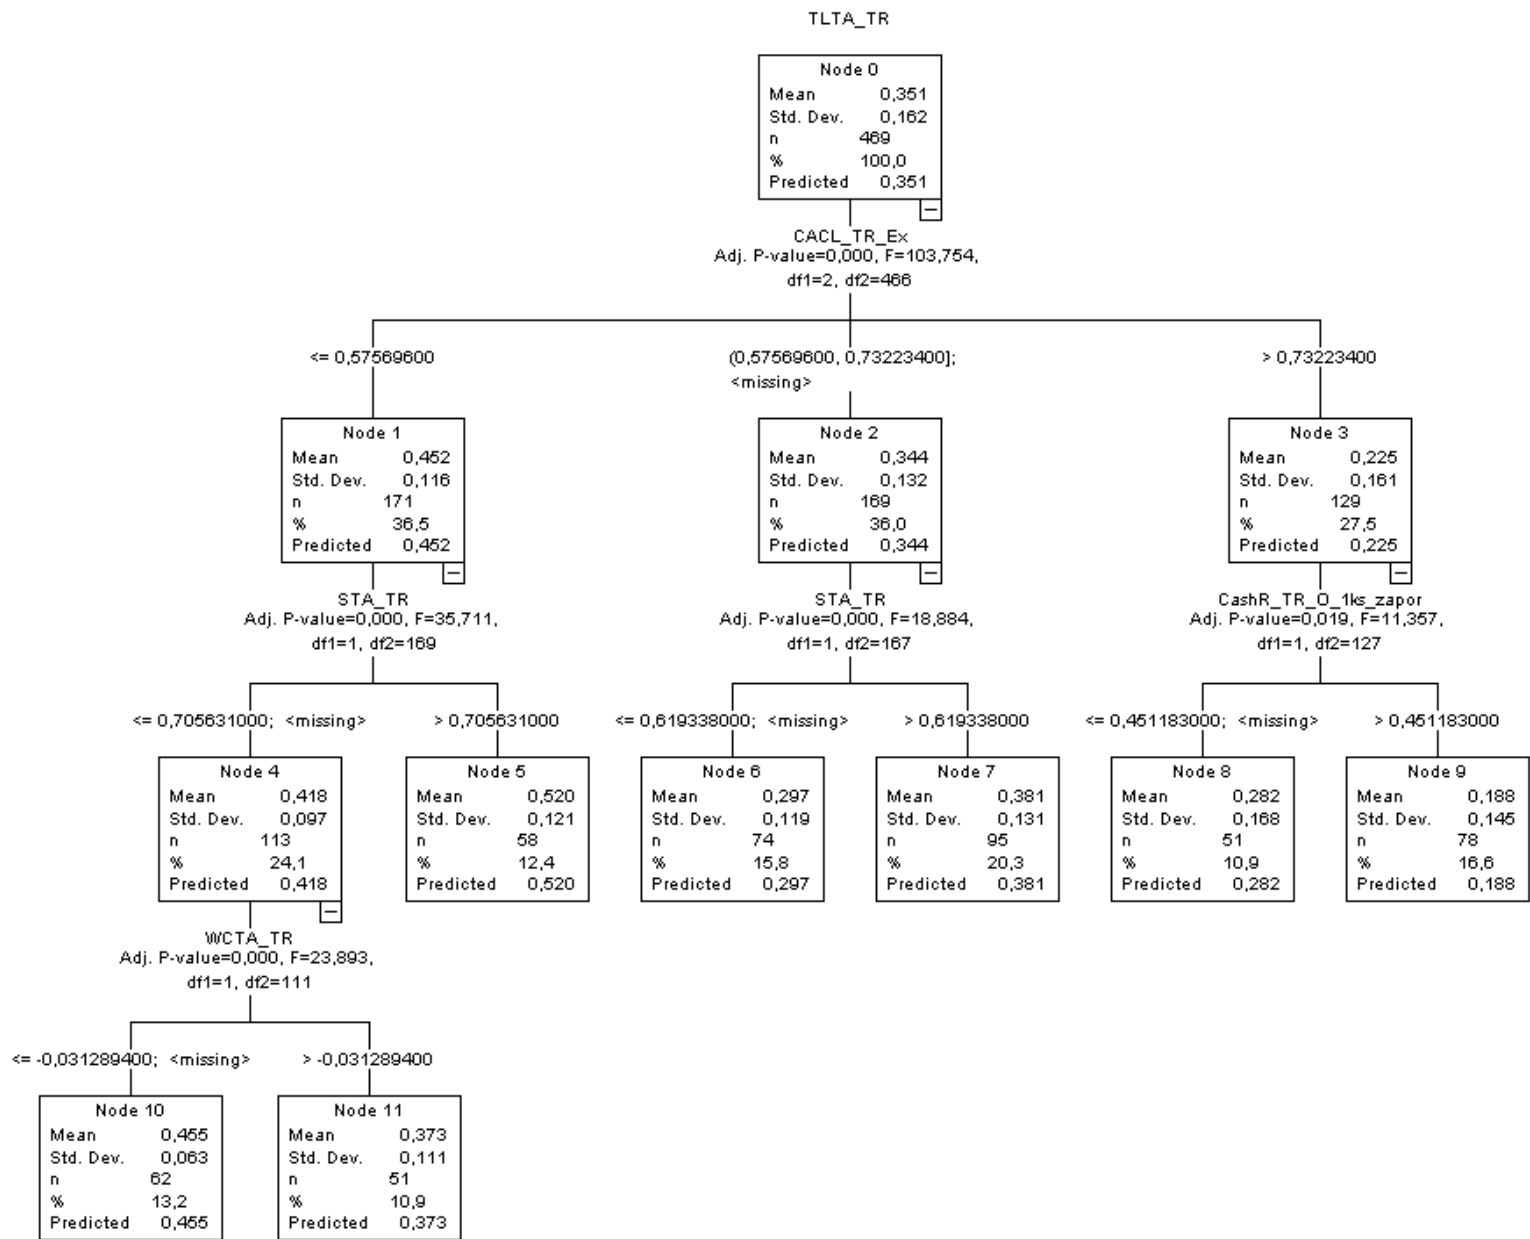 TLTA_TR
Node 0
Mean 0,351
Std. Dev. 0,162
n 469
% 100,0
Predicted 0,351
CACL_TR_Ex
Adj. P-value=0,000, F=103,754,
df1=2, df2=466
<= 0,57569600
(0,57569600, 0,73223400];
<missing>
> 0,73223400
Node 1
Mean 0,452
Std. Dev. 0,116
n 171
% 36,5
Predicted 0,452
Node 2
Mean 0,344
Std. Dev. 0,132
n 169
% 36,0
Predicted 0,344
Node 3
Mean 0,225
Std. Dev. 0,161
n 129
% 27,5
Predicted 0,225
STA_TR
Adj. P-value=0,000, F=35,711,
df1=1, df2=169
STA_TR
Adj. P-value=0,000, F=18,884,
df1=1, df2=167
CashR_TR_O_1ks_zapor
Adj. P-value=0,019, F=11,357,
df1=1, df2=127
<= 0,705631000; <missing>
> 0,705631000
<= 0,619338000; <missing>
> 0,619338000
<= 0,451183000; <missing>
> 0,451183000
Node 4
Mean 0,418
Std. Dev. 0,097
n 113
% 24,1
Predicted 0,418
Node 5
Mean 0,520
Std. Dev. 0,121
n 58
% 12,4
Predicted 0,520
Node 6
Mean 0,297
Std. Dev. 0,119
n 74
% 15,8
Predicted 0,297
Node 7
Mean 0,381
Std. Dev. 0,131
n 95
% 20,3
Predicted 0,381
Node 8
Mean 0,282
Std. Dev. 0,168
n 51
% 10,9
Predicted 0,282
Node 9
Mean 0,188
Std. Dev. 0,145
n 78
% 16,6
Predicted 0,188
WCTA_TR
Adj. P-value=0,000, F=23,893,
df1=1, df2=111
<= -0,031289400; <missing>
> -0,031289400
Node 10
Mean 0,455
Std. Dev. 0,063
n 62
% 13,2
Predicted 0,455
Node 11
Mean 0,373
Std. Dev. 0,111
n 51
% 10,9
Predicted 0,373